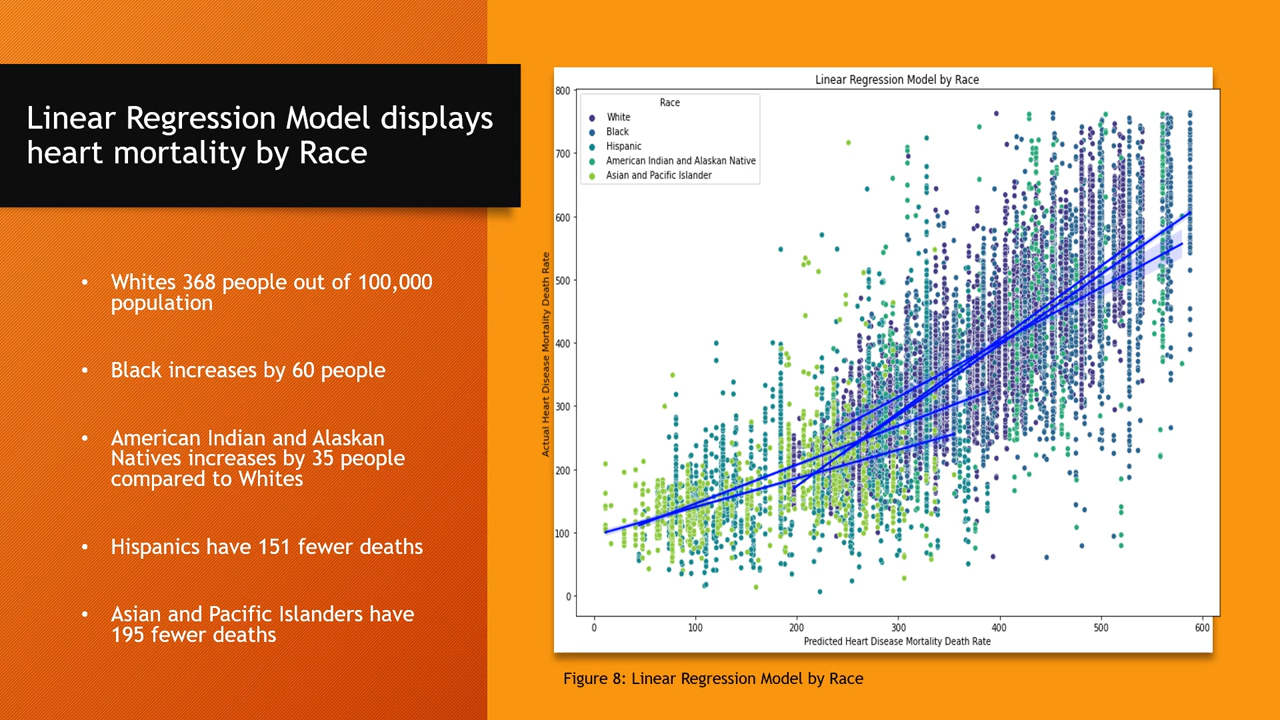 Linear Regression Model displays
heart mortality by Race
• Whites 368 people out of 100,000
population
• Black increases by 60 people
• American Indian and Alaskan
Natives increases by 35 people
compared to Whites
• Hispanics have 151 fewer deaths
• Asian and Pacific Islanders have
195 fewer deaths
Linear Regression Model by Race
Race
White
Black
Hispanic
American Indian and Alaskan Native
Asian and Pacific Islander
Actual Heart Disease Mortality Death Rate
800
700
600
500
400
300
200
100
0
0 100 200 300 400 500 600
Predicted Heart Disease Mortality Death Rate
Figure 8: Linear Regression Model by Race